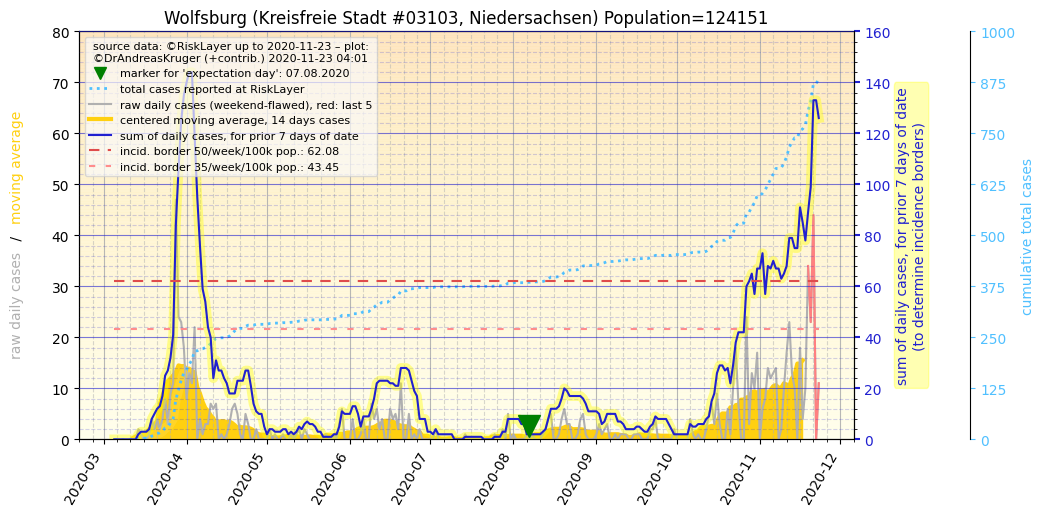 Wolfsburg (Kreisfreie Stadt #03103, Niedersachsen) Population=124151
source data: ©RiskLayer up to 2020-11-23 – plot:
©DrAndreasKruger (+contrib.) 2020-11-23 04:01
marker for 'expectation day': 07.08.2020
total cases reported at RiskLayer
raw daily cases (weekend-flawed), red: last 5
centered moving average, 14 days cases
sum of daily cases, for prior 7 days of date
incid. border 50/week/100k pop.: 62.08
incid. border 35/week/100k pop.: 43.45
raw daily cases / moving average
80
70
60
50
40
30
20
10
0
160
140
120
100
80
60
40
20
0
sum of daily cases, for prior 7 days of date
(to determine incidence borders)
1000
875
750
625
500
375
250
125
0
cumulative total cases
2020-03
2020-04
2020-05
2020-06
2020-07
2020-08
2020-09
2020-10
2020-11
2020-12